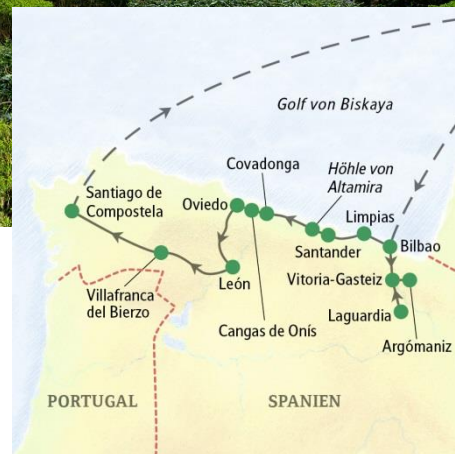 Golf von Biskaya
Covadonga
Höhle von
Altamira
Santiago de
Compostela
Oviedo
Limpias
Santander
Bilbao
Vitoria-Gasteiz
León
Villafranca
del Bierzo
Cangas de Onís
Laguardia
Argómaniz
PORTUGAL
SPANIEN